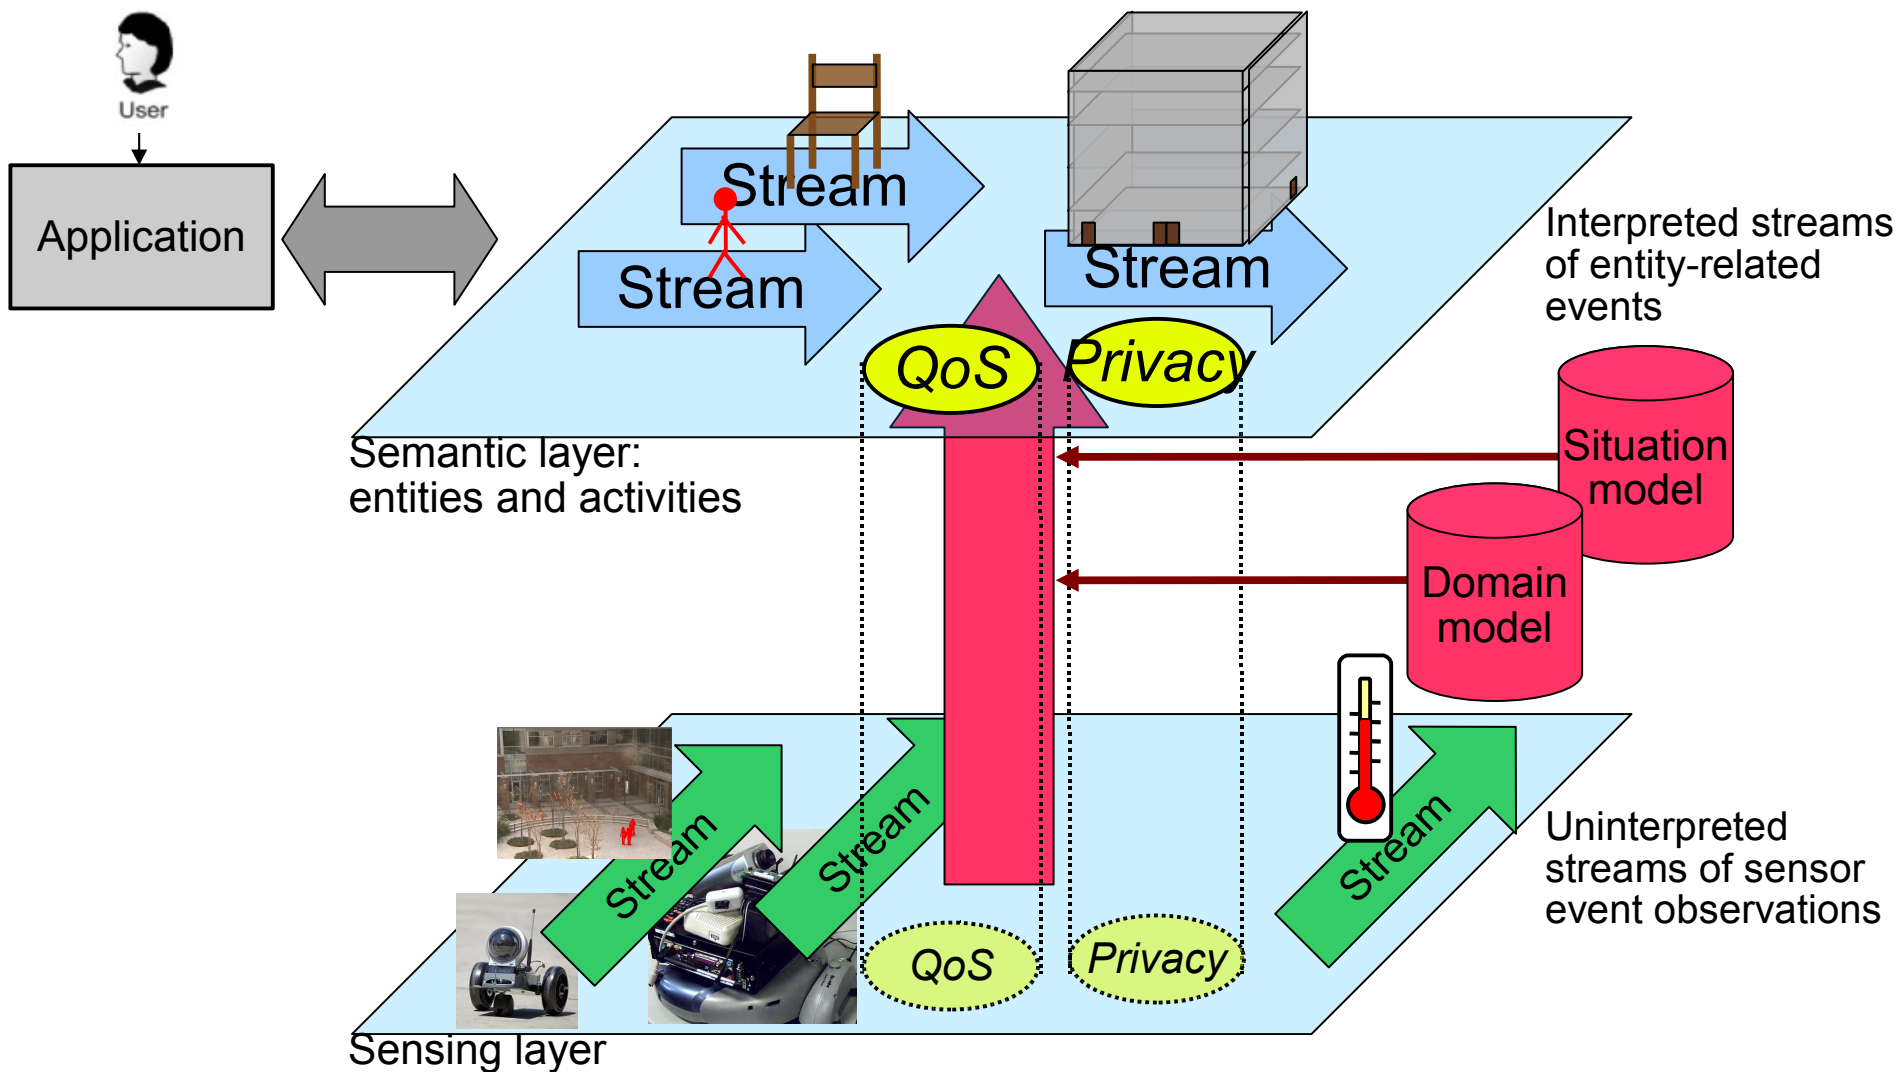 User
Application
Stream
Stream
Stream
Interpreted streams
of entity-related
events
QoS
Privacy
Semantic layer:
entities and activities
Situation
model
Domain
model
Stream
Stream
Stream
Uninterpreted
streams of sensor
event observations
QoS
Privacy
Sensing layer